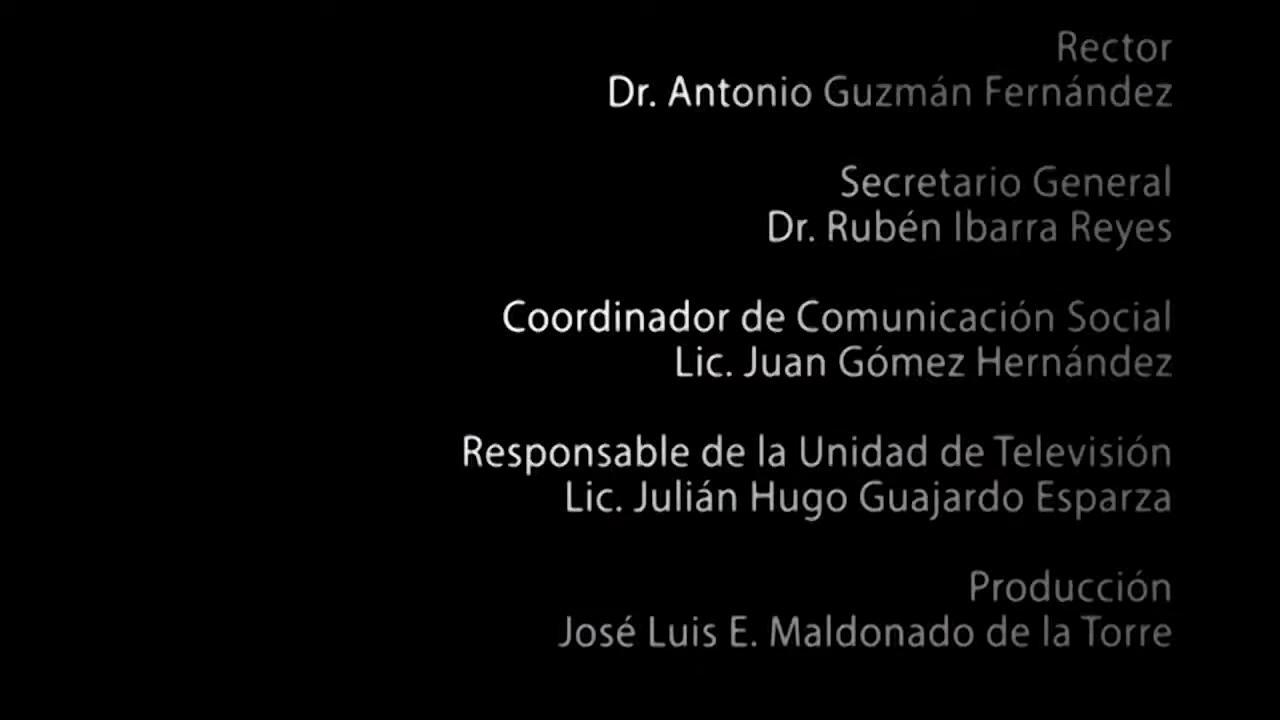 Rector
Dr. Antonio Guzmán Fernández
Secretario General
Dr. Rubén Ibarra Reyes
Coordinador de Comunicación Social
Lic. Juan Gómez Hernández
Responsable de la Unidad de Televisión
Lic. Julián Hugo Guajardo Esparza
Producción
José Luis E. Maldonado de la Torre